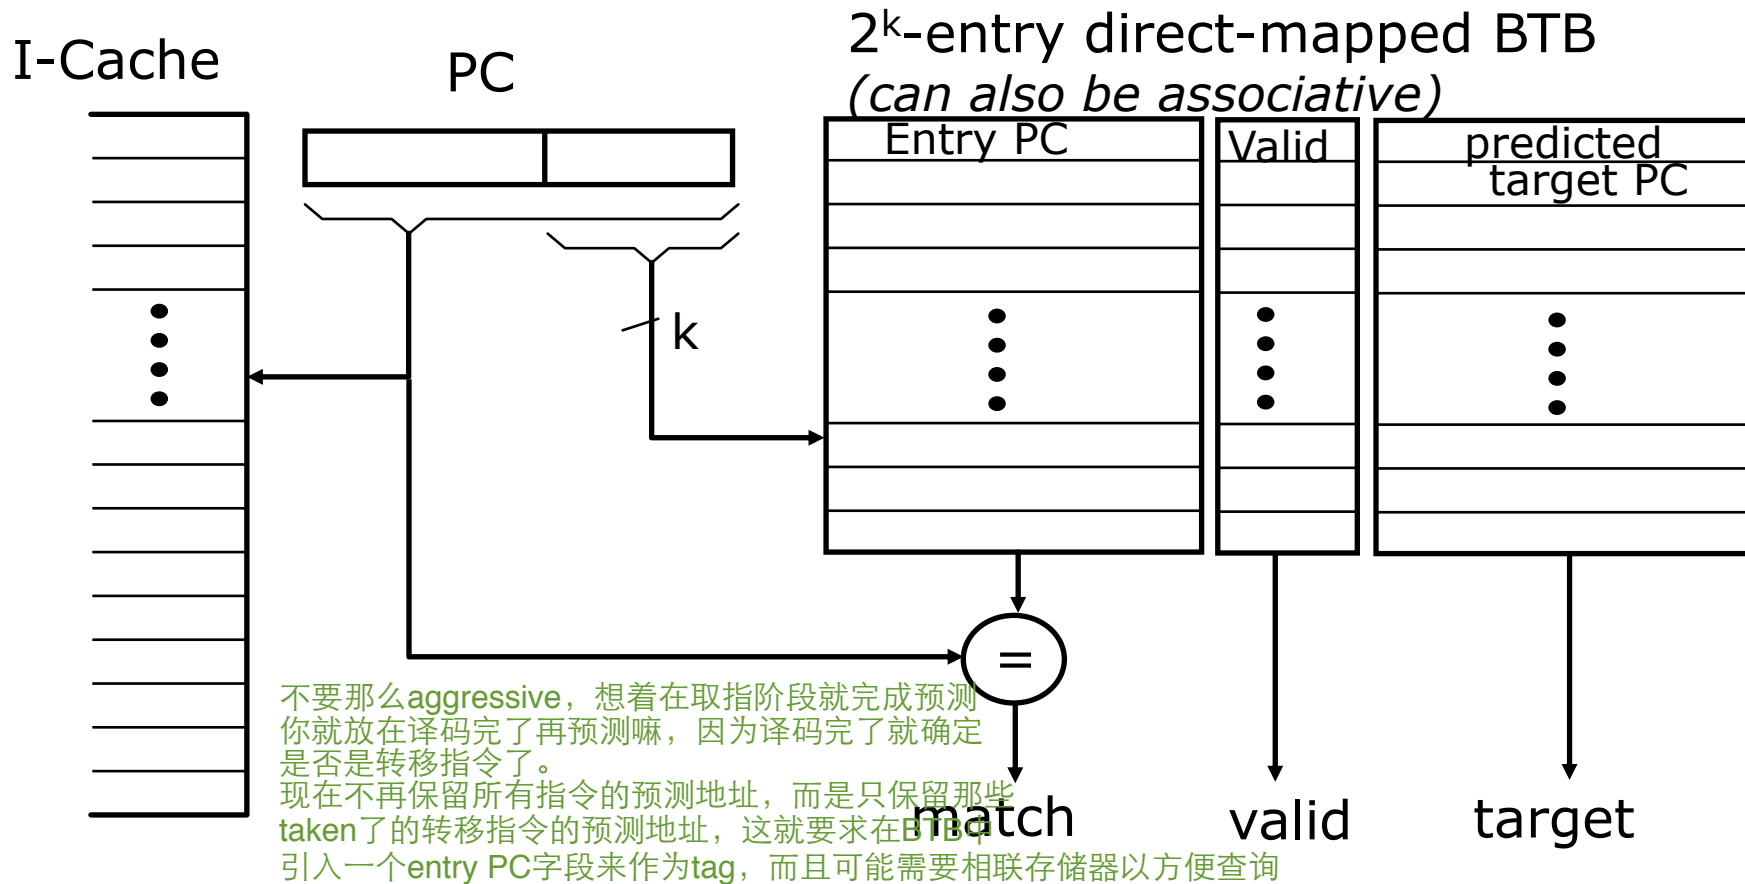 I-Cache
PC
2ᵏ-entry direct-mapped BTB
(can also be associative)
Entry PC
Valid
predicted
target PC
k
=
不要那么aggressive，想着在取指阶段就完成预测
你就放在译码完了再预测嘛，因为译码完了就确定
是否是转移指令了。
现在不再保留所有指令的预测地址，而是只保留那些
taken了的转移指令的预测地址，这就要求在BTB中
引入一个entry PC字段来作为tag，而且可能需要相联存储器以方便查询
match
valid
target